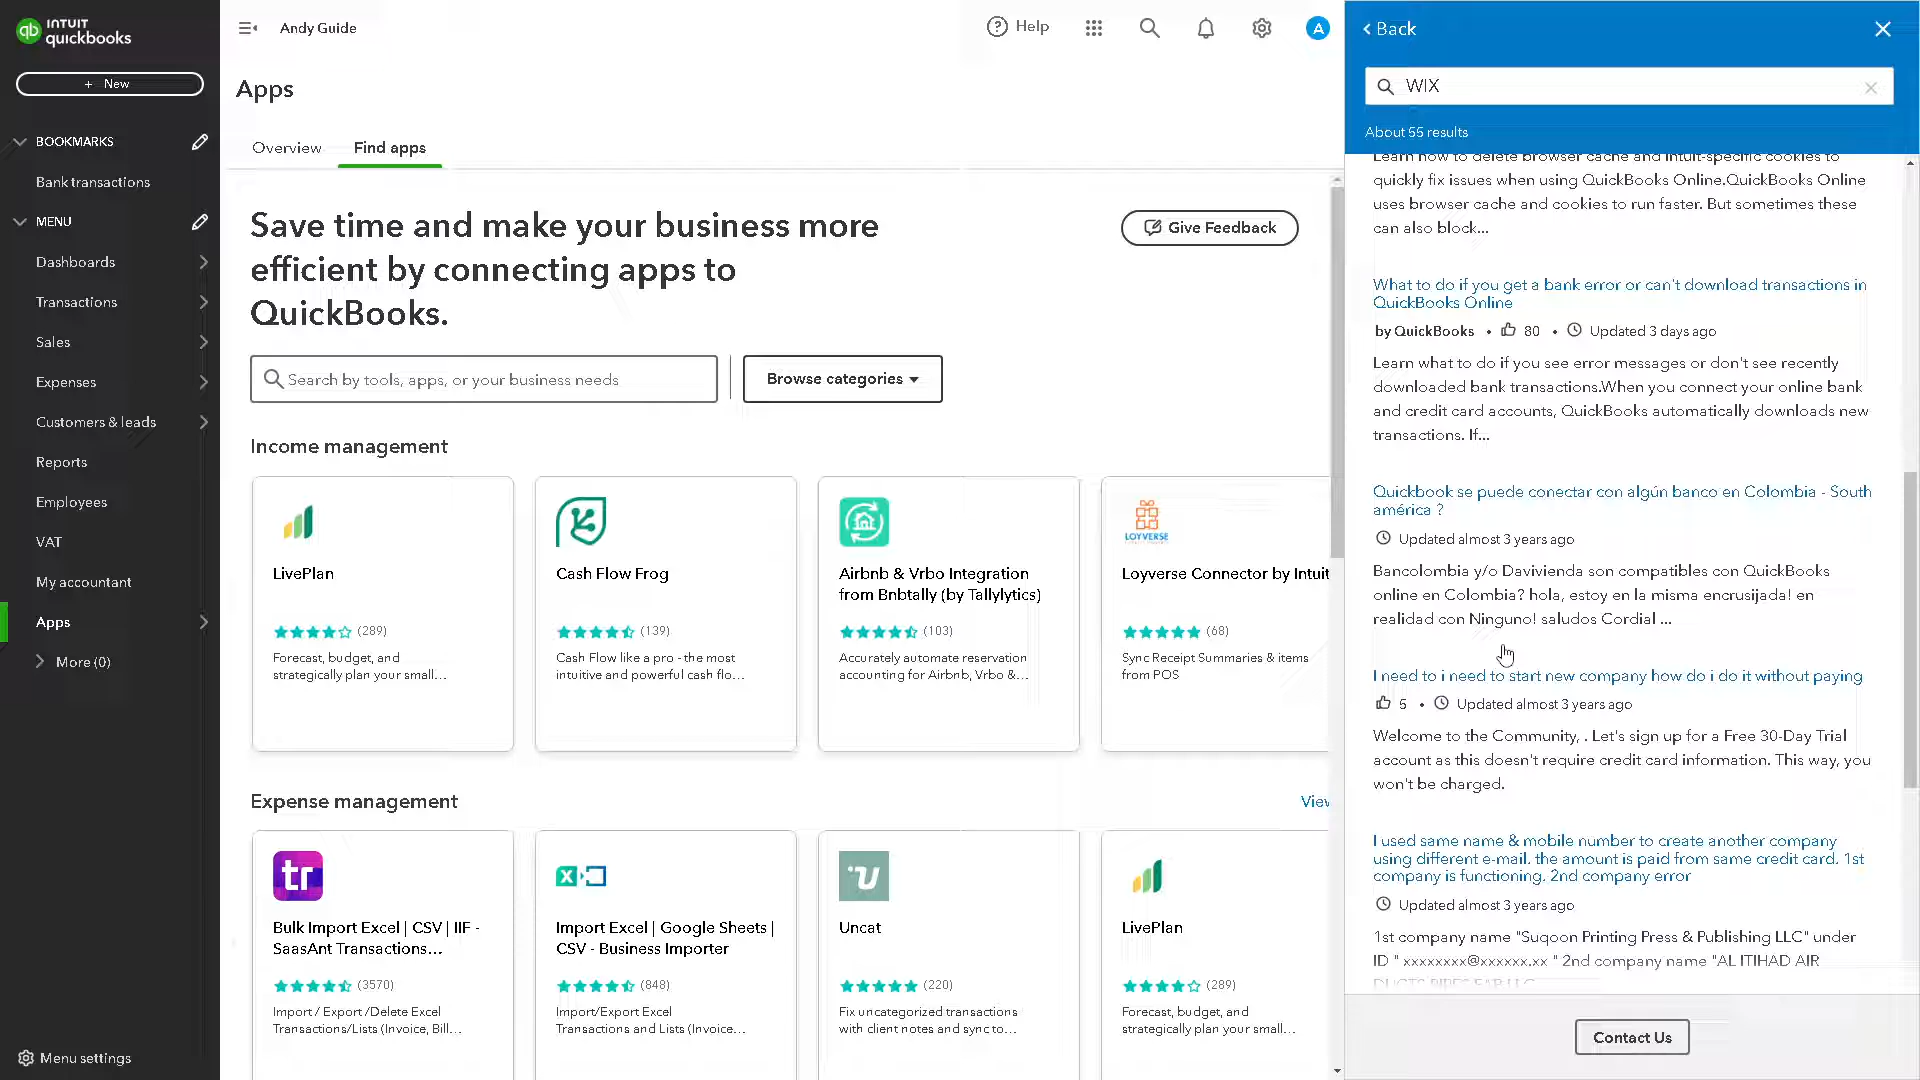 INTUIT
quickbooks
+ New
BOOKMARKS
Bank transactions
MENU
Dashboards
Transactions
Sales
Expenses
Customers & leads
Reports
Employees
VAT
My accountant
Apps
More (0)
Menu settings
Andy Guide
Help
A
Apps
Overview
Find apps
Save time and make your business more
efficient by connecting apps to
QuickBooks.
Give Feedback
Search by tools, apps, or your business needs
Browse categories
Income management
LivePlan
(289)
Forecast, budget, and
strategically plan your small...
Cash Flow Frog
(139)
Cash Flow like a pro - the most
intuitive and powerful cash flo...
Airbnb & Vrbo Integration
from Bnbtally (by Tallylytics)
(103)
Accurately automate reservation
accounting for Airbnb, Vrbo &...
LOYVERSE
Loyverse Connector by Intuit
(68)
Sync Receipt Summaries & items
from POS
Expense management
View
tr
Bulk Import Excel | CSV | IIF -
SaasAnt Transactions...
(3570)
Import / Export /Delete Excel
Transactions/Lists (Invoice, Bill...
X
Import Excel | Google Sheets |
CSV - Business Importer
(848)
Import/Export Excel
Transactions and Lists (Invoice...
Uncat
(220)
Fix uncategorized transactions
with client notes and sync to...
LivePlan
(289)
Forecast, budget, and
strategically plan your small...
Back
WIX
About 55 results
Learn how to delete browser cache and Intuit-specific cookies to
quickly fix issues when using QuickBooks Online.QuickBooks Online
uses browser cache and cookies to run faster. But sometimes these
can also block...
What to do if you get a bank error or can't download transactions in
QuickBooks Online
by QuickBooks • 80 • Updated 3 days ago
Learn what to do if you see error messages or don't see recently
downloaded bank transactions.When you connect your online bank
and credit card accounts, QuickBooks automatically downloads new
transactions. If...
Quickbook se puede conectar con algún banco en Colombia - South
américa ?
Updated almost 3 years ago
Bancolombia y/o Davivienda son compatibles con QuickBooks
online en Colombia? hola, estoy en la misma encrusijada! en
realidad con Ninguno! saludos Cordial ...
I need to i need to start new company how do i do it without paying
5 • Updated almost 3 years ago
Welcome to the Community, . Let's sign up for a Free 30-Day Trial
account as this doesn't require credit card information. This way, you
won't be charged.
I used same name & mobile number to create another company
using different e-mail. the amount is paid from same credit card. 1st
company is functioning. 2nd company error
Updated almost 3 years ago
1st company name "Suqoon Printing Press & Publishing LLC" under
ID " xxxxxxxx@xxxxxx.xx " 2nd company name "AL ITIHAD AIR
Contact Us